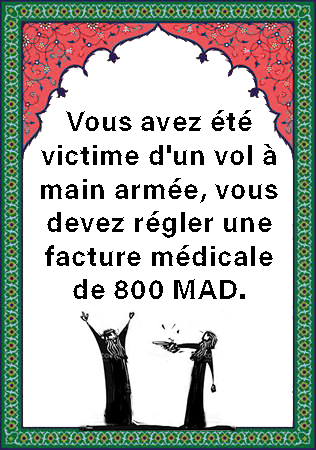 Vous avez été
victime d'un vol à
main armée, vous
devez régler une
facture médicale
de 800 MAD.